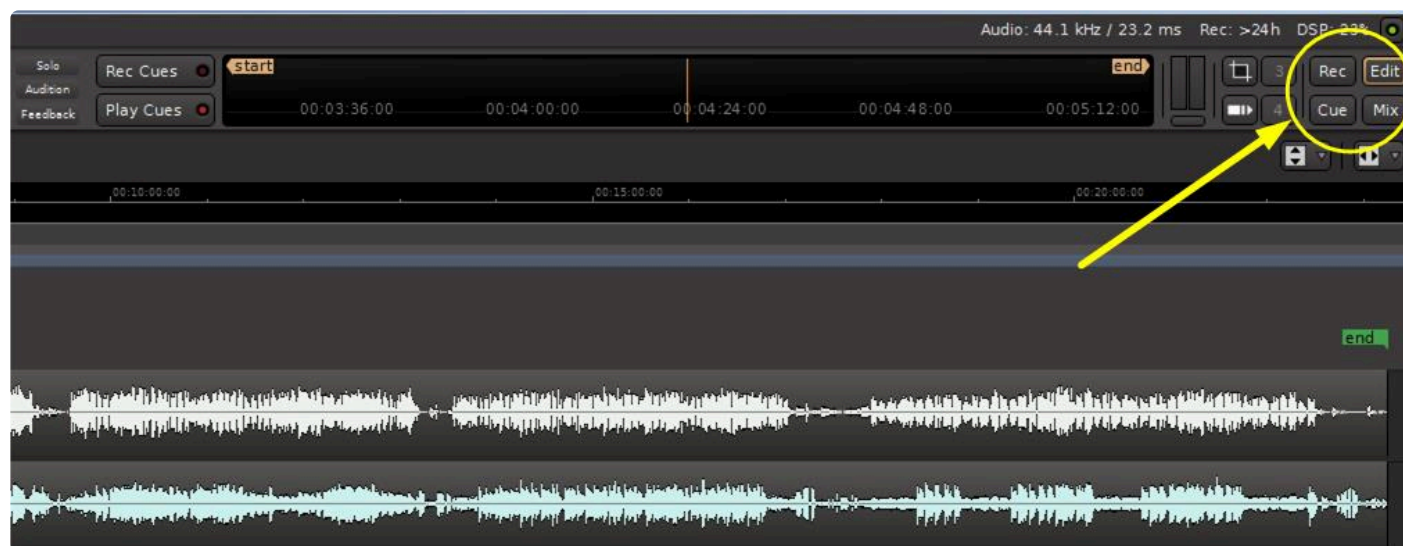 Audio: 44.1 kHz / 23.2 ms Rec: >24h DSP: 23%
Solo
Audition
Feedback
Rec Cues
Play Cues
start
end
00:03:36:00 00:04:00:00 00:04:24:00 00:04:48:00 00:05:12:00
3
4
Rec Edit
Cue Mix
00:10:00:00 00:15:00:00 00:20:00:00
end